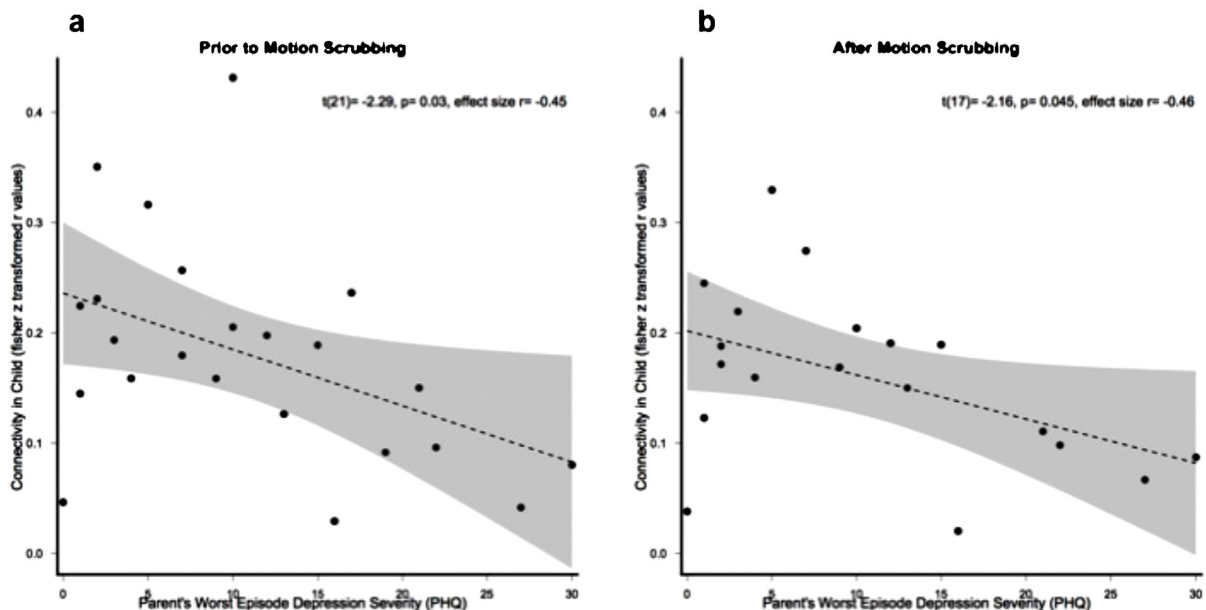 a
Prior to Motion Scrubbing
t(21)= -2.29, p= 0.03, effect size r= -0.45
Connectivity in Child (fisher z transformed r values)
0.4
0.3
0.2
0.1
0.0
0 5 10 15 20 25 30
Parent's Worst Episode Depression Severity (PHQ)
b
After Motion Scrubbing
t(17)= -2.16, p= 0.045, effect size r= -0.46
Connectivity in Child (fisher z transformed r values)
0.4
0.3
0.2
0.1
0.0
0 5 10 15 20 25 30
Parent's Worst Episode Depression Severity (PHQ)